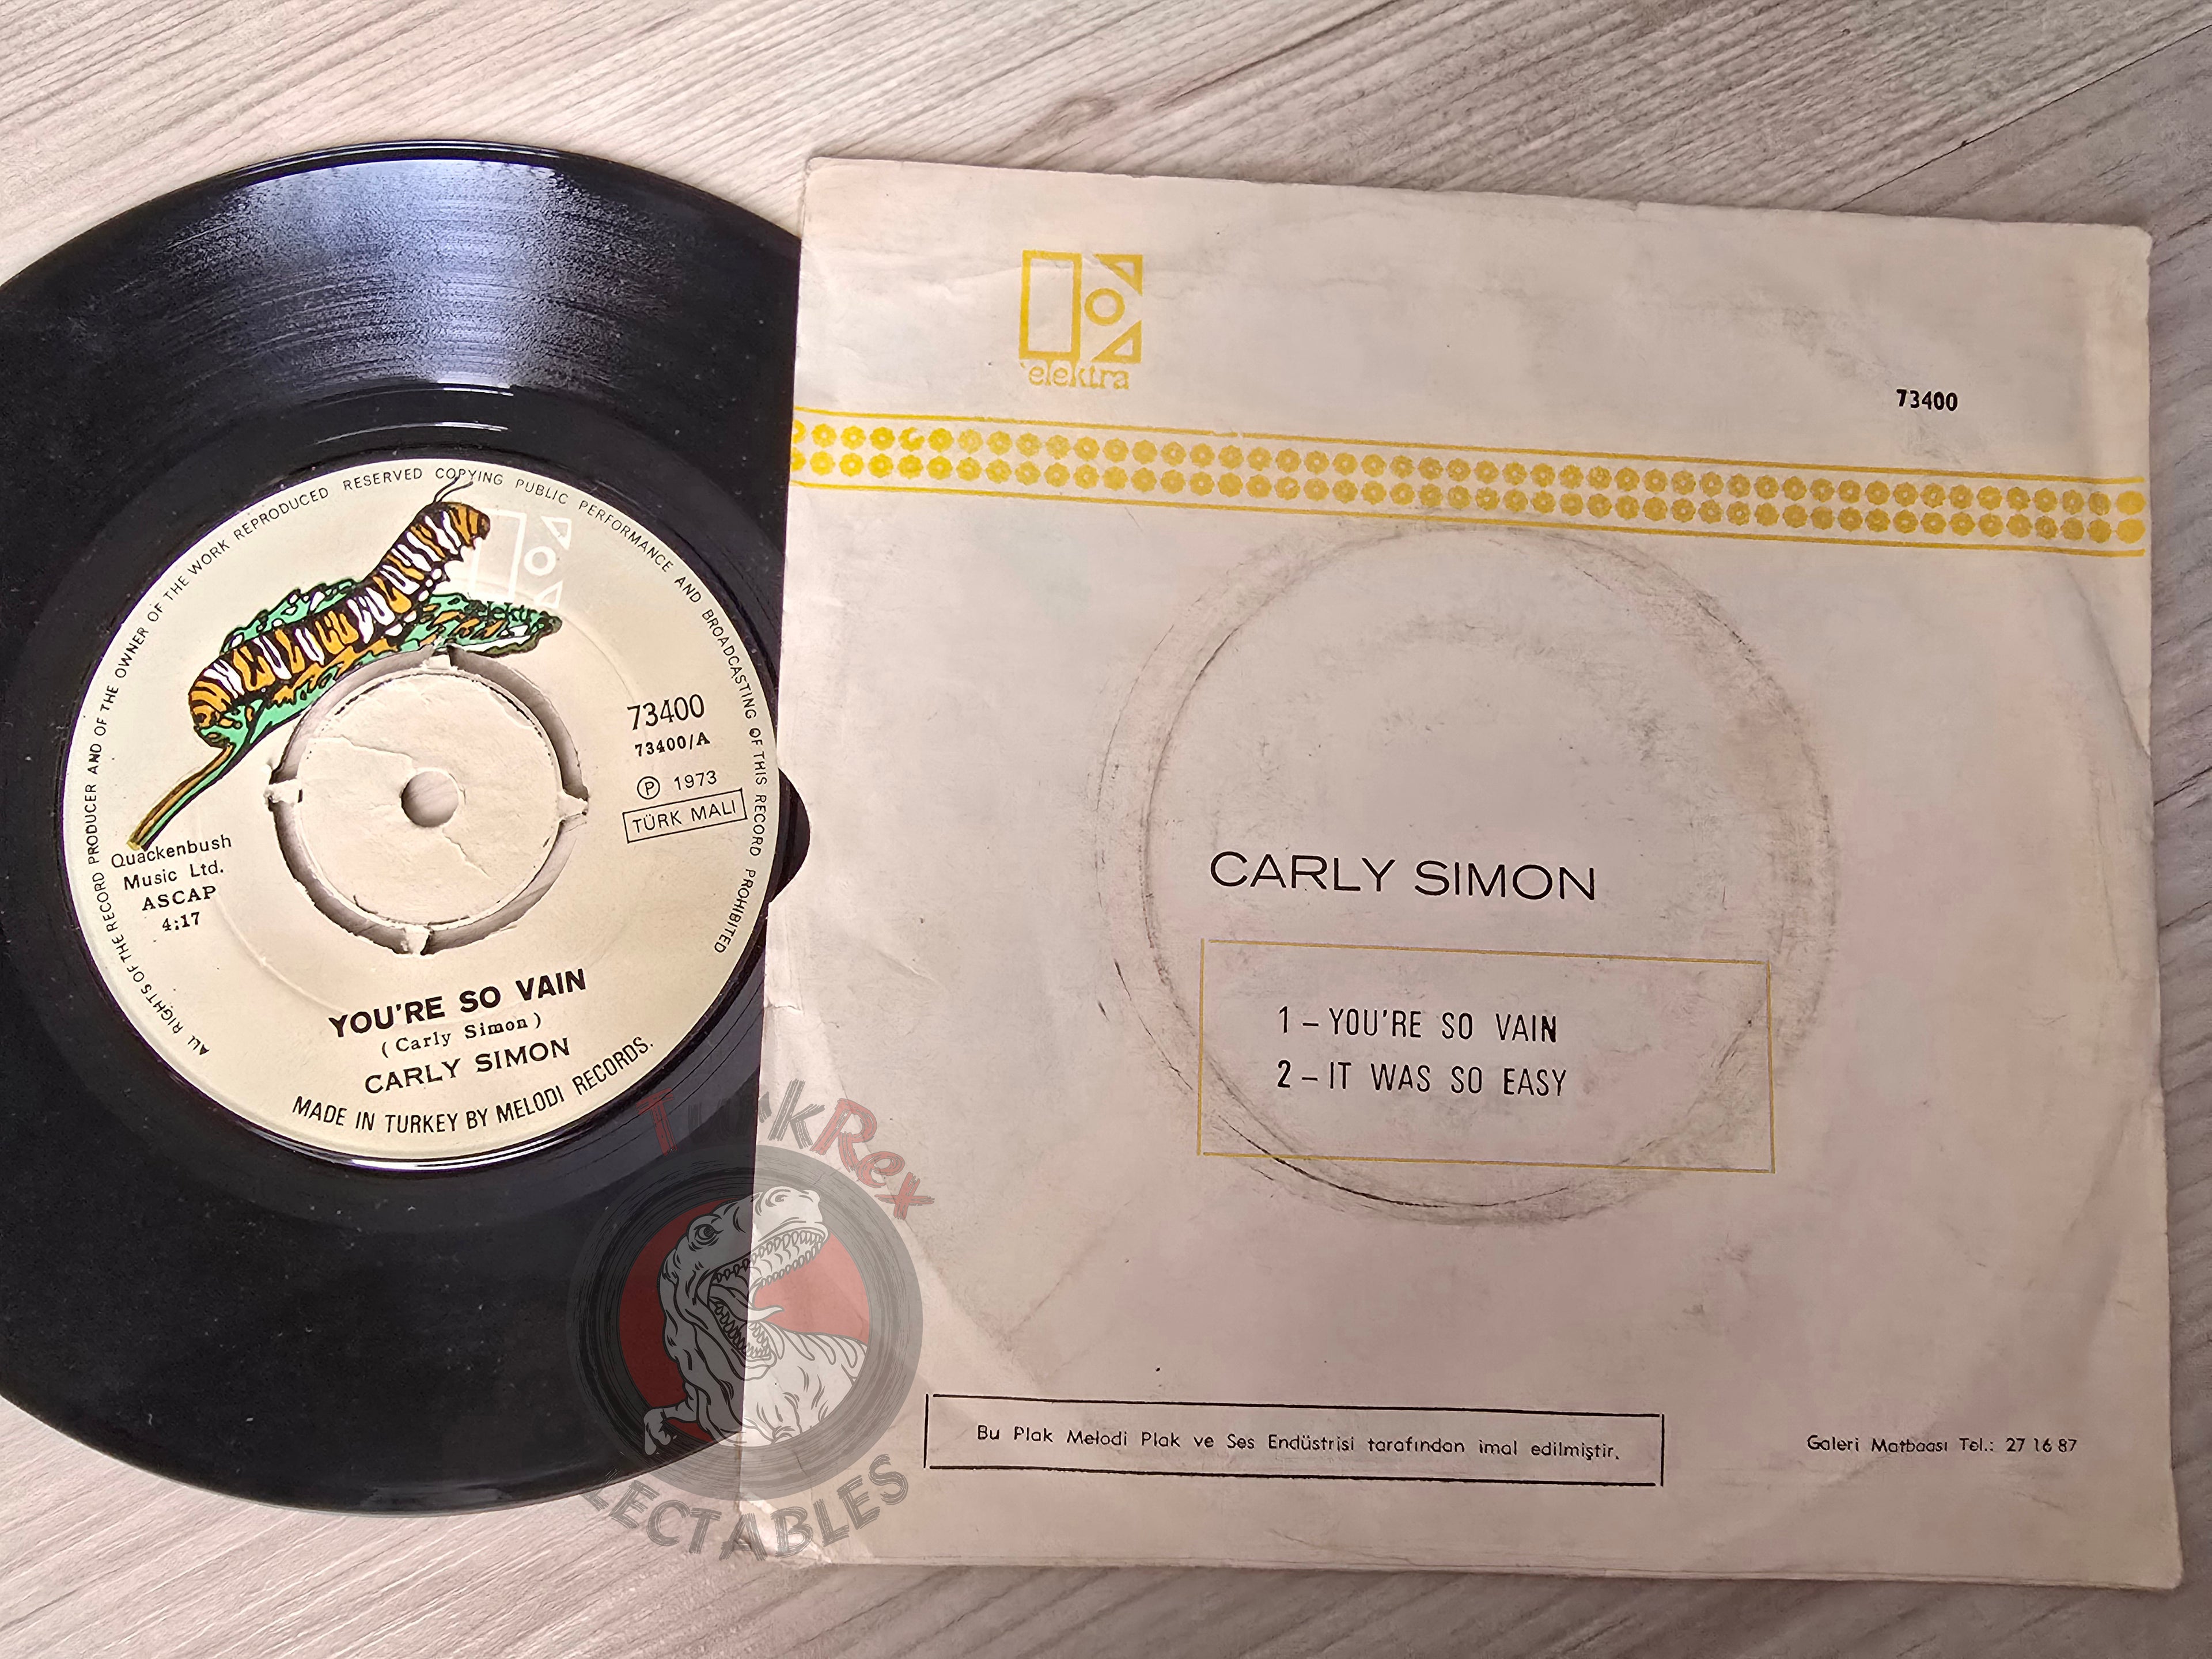 ALL RIGHTS OF THE RECORD PRODUCER AND OF THE OWNER OF THE WORK REPRODUCED RESERVED COPYING PUBLIC PERFORMANCE AND BROADCASTING OF THIS RECORD PROHIBITED
elektra
73400
73400/A
Ⓟ 1973
TÜRK MALI
Quackenbush
Music Ltd.
ASCAP
4:17
YOU'RE SO VAIN
(Carly Simon)
CARLY SIMON
MADE IN TURKEY BY MELODI RECORDS.
elektra
73400
CARLY SIMON
1 – YOU'RE SO VAIN
2 – IT WAS SO EASY
Bu Plak Melodi Plak ve Ses Endüstrisi tarafından imal edilmiştir.
Galeri Matbaası Tel.: 27 16 87
TurkRex
LECTABLES